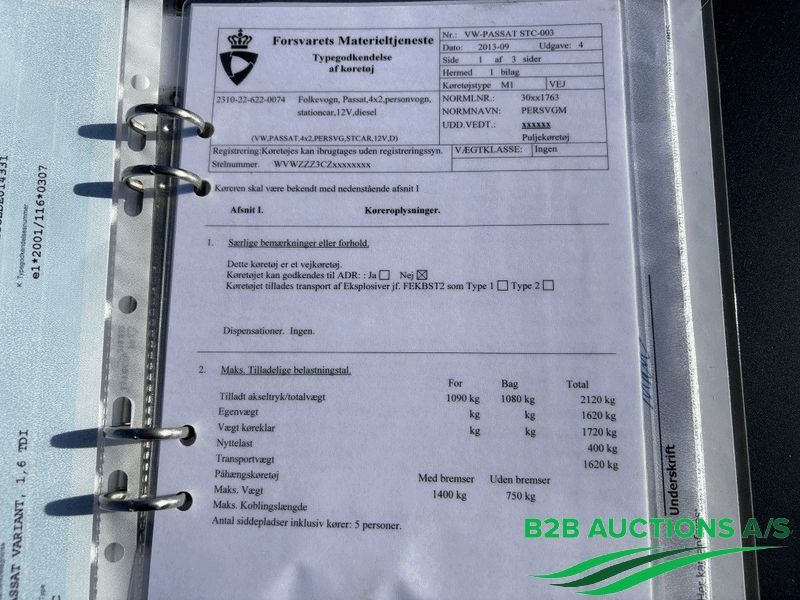 Forsvarets Materieltjeneste
Typegodkendelse
af køretøj
Nr.: VW-PASSAT STC-003
Dato: 2013-09 Udgave: 4
Side 1 af 3 sider
Hermed 1 bilag
Køretøjstype M1 VEJ
2310-22-622-0074 Folkevogn, Passat,4x2,personvogn,
stationcar,12V,diesel
(VW,PASSAT,4x2,PERSVG,STCAR,12V,D)
NORMLNR.: 30xx1763
NORMNAVN: PERSVGM
UDD.VEDT.: xxxxxx
Puljekøretøj
Registrering:Køretøjes kan ibrugtages uden registreringssyn.
Stelnummer. WVWZZZ3CZxxxxxxxx
VÆGTKLASSE: Ingen
Køreren skal være bekendt med nedenstående afsnit I
Afsnit I. Køreroplysninger.
1. Særlige bemærkninger eller forhold.
Dette køretøj er et vejkøretøj.
Køretøjet kan godkendes til ADR: : Ja ☐ Nej ☒
Køretøjet tillades transport af Eksplosiver jf. FEKBST2 som Type 1 ☐ Type 2 ☐
Dispensationer. Ingen.
2. Maks. Tilladelige belastningstal.
For Bag Total
Tilladt akseltryk/totalvægt 1090 kg 1080 kg 2120 kg
Egenvægt kg kg 1620 kg
Vægt køreklar kg kg 1720 kg
Nyttelast 400 kg
Transportvægt 1620 kg
Påhængskøretøj Med bremser Uden bremser
Maks. Vægt 1400 kg 750 kg
Maks. Koblingslængde
Antal siddepladser inklusiv kører: 5 personer.
K Typegodkendelsesnummer
e1*2001/116*0307
SSAT VARIANT, 1,6 TDI
Type
Underskrift
B2B AUCTIONS A/S